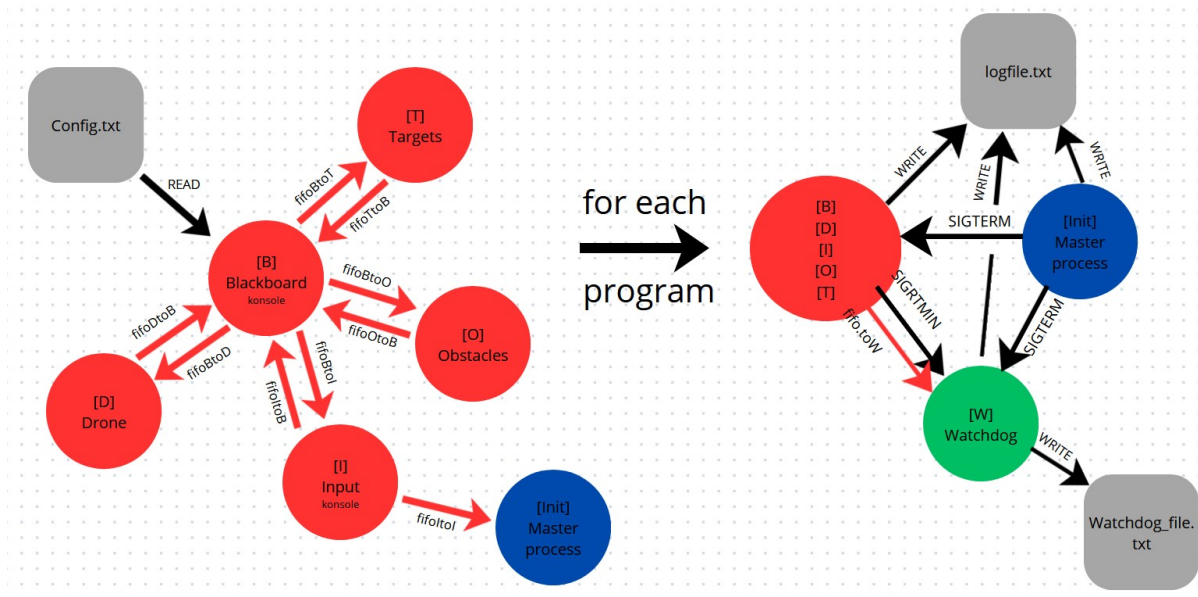 Config.txt
READ
[T]
Targets
fifoBtoT
fifoTtoB
[B]
Blackboard
konsole
fifoBtoO
fifoOtoB
[O]
Obstacles
fifoDtoB
fifoBtoD
[D]
Drone
fifoBtoI
fifoItoB
[I]
Input
konsole
fifoItoI
[Init]
Master
process
for each
program
logfile.txt
WRITE
WRITE
WRITE
[B]
[D]
[I]
[O]
[T]
SIGTERM
[Init]
Master
process
SIGRTMIN
fifo.toW
SIGTERM
[W]
Watchdog
WRITE
Watchdog_file.
txt